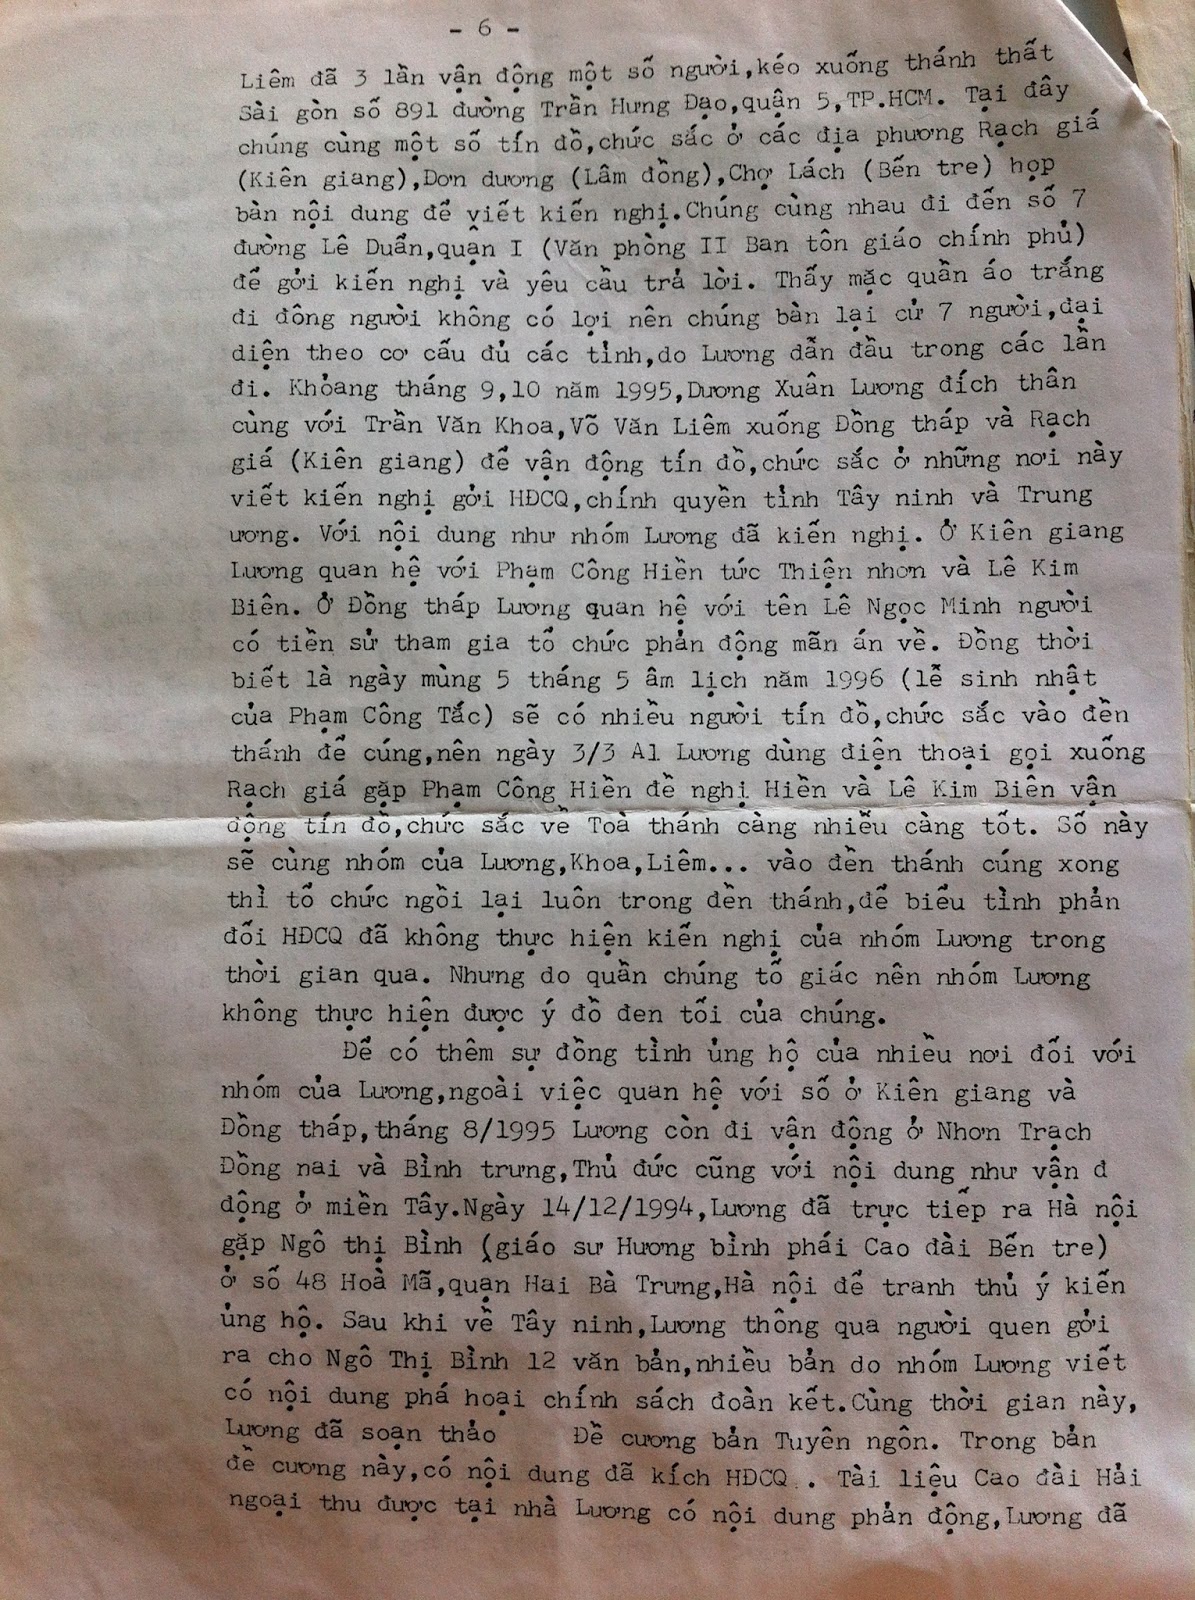 - 6 -
Liêm đã 3 lần vận động một số người,kéo xuống thánh thất
Sài gòn số 891 đường Trần Hưng Đạo,quận 5,TP.HCM. Tại đây
chúng cùng một số tín đồ,chức sắc ở các địa phương Rạch giá
(Kiên giang),Đơn dương (Lâm đồng),Chợ Lách (Bến tre) họp
bàn nội dung để viết kiến nghị.Chúng cùng nhau đi đến số 7
đường Lê Duẩn,quận I (Văn phòng II Ban tôn giáo chính phủ)
để gởi kiến nghị và yêu cầu trả lời. Thấy mặc quần áo trắng
đi đông người không có lợi nên chúng bàn lại cử 7 người,đại
diện theo cơ cấu đủ các tỉnh,do Lương dẫn đầu trong các lần
đi. Khoảng tháng 9,10 năm 1995,Dương Xuân Lương đích thân
cùng với Trần Văn Khoa,Võ Văn Liêm xuống Đồng tháp và Rạch
giá (Kiên giang) để vận động tín đồ,chức sắc ở những nơi này
viết kiến nghị gởi HĐCQ,chính quyền tỉnh Tây ninh và Trung
ương. Với nội dung như nhóm Lương đã kiến nghị. Ở Kiên giang
Lương quan hệ với Phạm Công Hiền tức Thiện nhơn và Lê Kim
Biên. Ở Đồng tháp Lương quan hệ với tên Lê Ngọc Minh người
có tiền sử tham gia tổ chức phản động mãn án về. Đồng thời
biết là ngày mùng 5 tháng 5 âm lịch năm 1996 (lễ sinh nhật
của Phạm Công Tắc) sẽ có nhiều người tín đồ,chức sắc vào đền
thánh để cúng,nên ngày 3/3 Al Lương dùng điện thoại gọi xuống
Rạch giá gặp Phạm Công Hiền đề nghị Hiền và Lê Kim Biên vận
động tín đồ,chức sắc về Toà thánh càng nhiều càng tốt. Số này
sẽ cùng nhóm của Lương,Khoa,Liêm... vào đền thánh cúng xong
thì tổ chức ngồi lại luôn trong đền thánh,để biểu tình phản
đối HĐCQ đã không thực hiện kiến nghị của nhóm Lương trong
thời gian qua. Nhưng do quần chúng tố giác nên nhóm Lương
không thực hiện được ý đồ đen tối của chúng.
Để có thêm sự đồng tình ủng hộ của nhiều nơi đối với
nhóm của Lương,ngoài việc quan hệ với số ở Kiên giang và
Đồng tháp,tháng 8/1995 Lương còn đi vận động ở Nhơn Trạch
Đồng nai và Bình trưng,Thủ đức cũng với nội dung như vận đ
động ở miền Tây.Ngày 14/12/1994,Lương đã trực tiếp ra Hà nội
gặp Ngô thị Bình (giáo sư Hương bình phái Cao đài Bến tre)
ở số 48 Hoà Mã,quận Hai Bà Trưng,Hà nội để tranh thủ ý kiến
ủng hộ. Sau khi về Tây ninh,Lương thông qua người quen gởi
ra cho Ngô Thị Bình 12 văn bản,nhiều bản do nhóm Lương viết
có nội dung phá hoại chính sách đoàn kết.Cùng thời gian này,
Lương đã soạn thảo Đề cương bản Tuyên ngôn. Trong bản
đề cương này,có nội dung đả kích HĐCQ.. Tài liệu Cao đài Hải
ngoại thu được tại nhà Lương có nội dung phản động,Lương đã